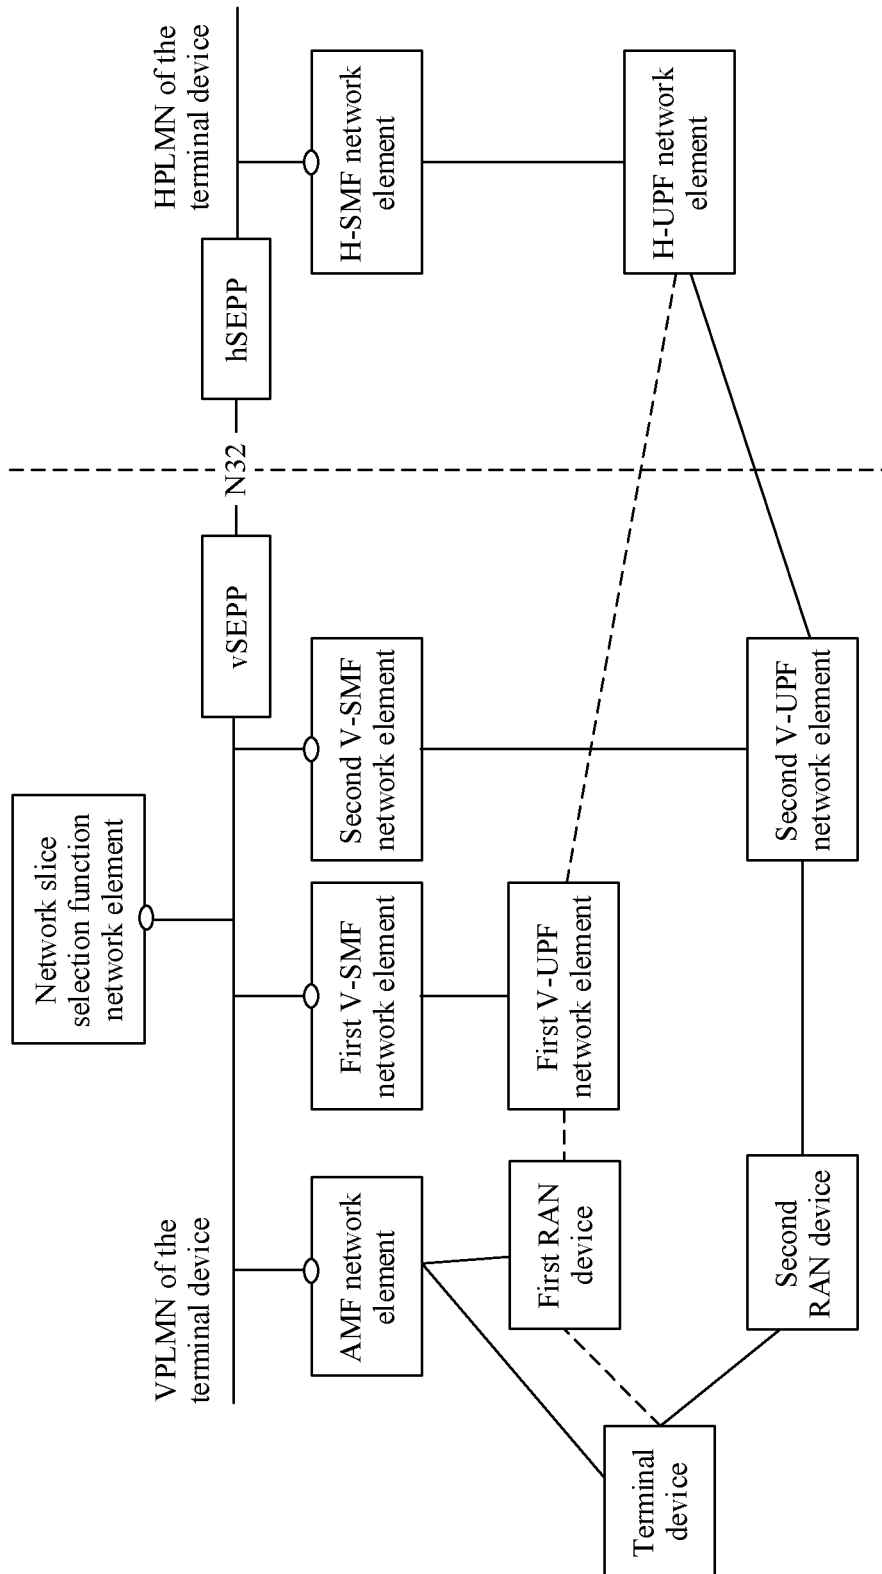 Network slice
selection function
network element
VPLMN of the
terminal device
HPLMN of the
terminal device
vSEPP
N32
hSEPP
AMF network
element
First V-SMF
network element
Second V-SMF
network element
H-SMF network
element
First RAN
device
First V-UPF
network element
H-UPF network
element
Terminal
device
Second
RAN device
Second V-UPF
network element